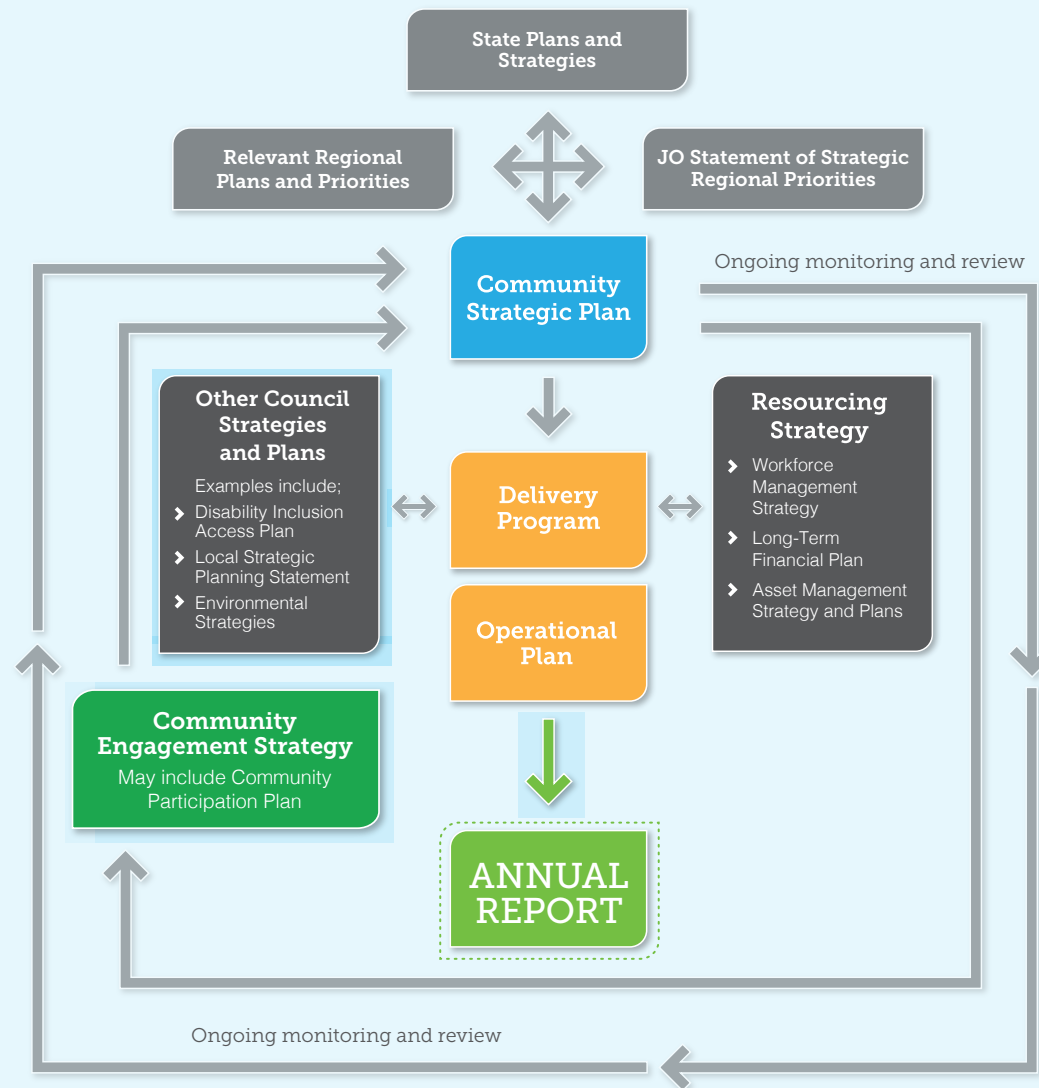 State Plans and
Strategies
Relevant Regional
Plans and Priorities
JO Statement of Strategic
Regional Priorities
Community
Strategic Plan
Ongoing monitoring and review
Other Council
Strategies
and Plans
Examples include;
Disability Inclusion
Access Plan
Local Strategic
Planning Statement
Environmental
Strategies
Delivery
Program
Resourcing
Strategy
Workforce
Management
Strategy
Long-Term
Financial Plan
Asset Management
Strategy and Plans
Operational
Plan
Community
Engagement Strategy
May include Community
Participation Plan
ANNUAL
REPORT
Ongoing monitoring and review